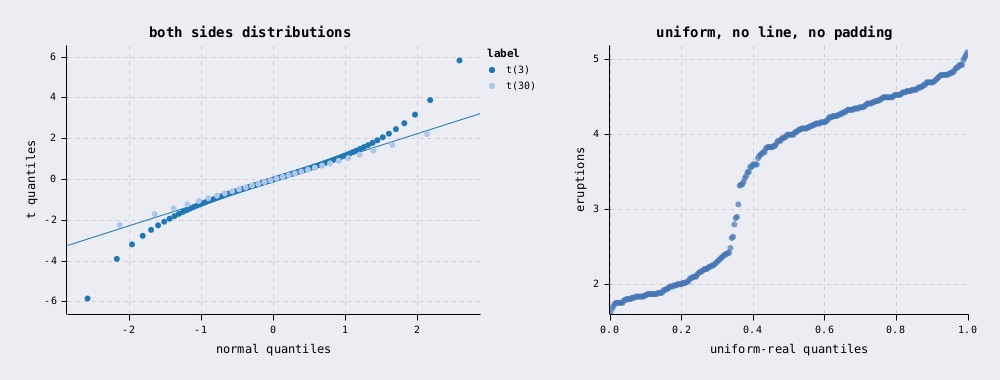 both sides distributions
label
t(3)
t(30)
6
4
2
0
-2
-4
-6
t quantiles
-2
-1
0
1
2
normal quantiles
uniform, no line, no padding
5
4
3
2
eruptions
0.0
0.2
0.4
0.6
0.8
1.0
uniform-real quantiles